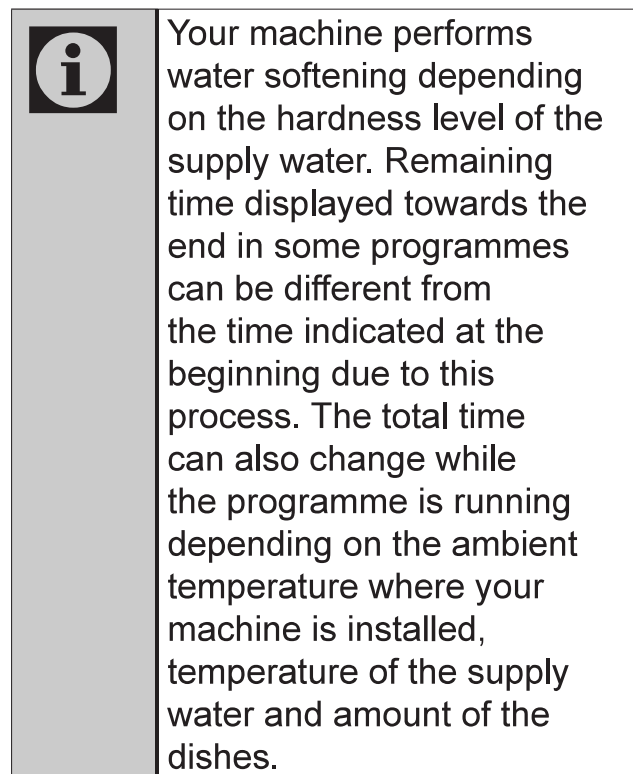 Your machine performs
water softening depending
on the hardness level of the
supply water. Remaining
time displayed towards the
end in some programmes
can be different from
the time indicated at the
beginning due to this
process. The total time
can also change while
the programme is running
depending on the ambient
temperature where your
machine is installed,
temperature of the supply
water and amount of the
dishes.